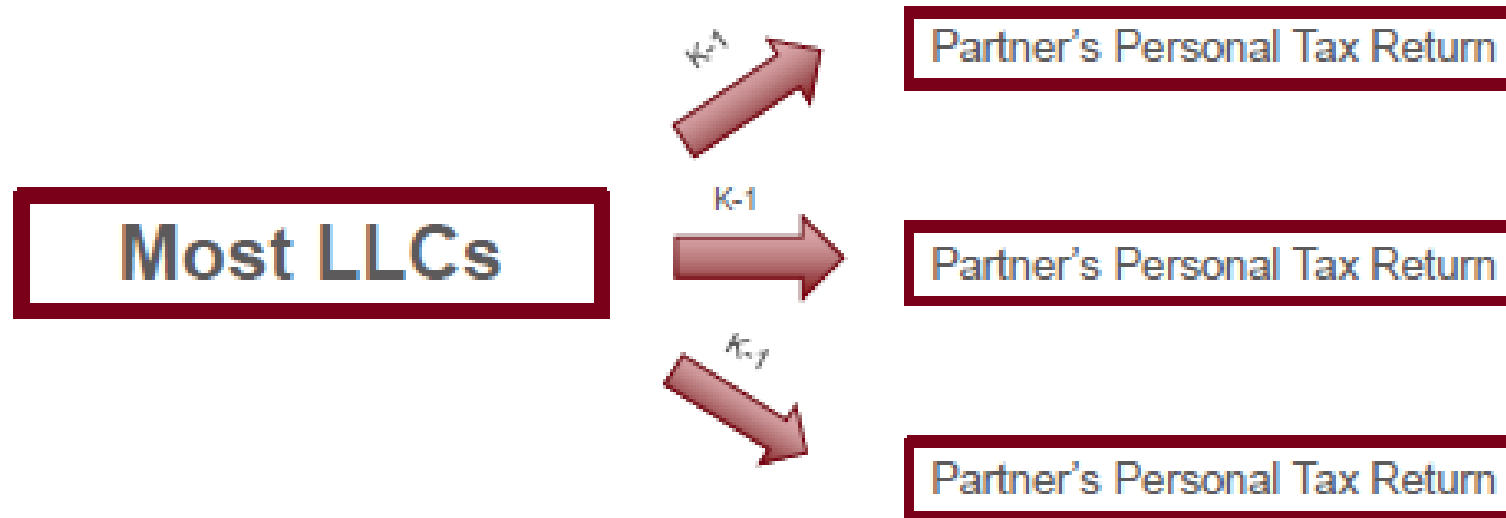 K-1
Partner's Personal Tax Return
K-1
Most LLCs
Partner's Personal Tax Return
K-1
Partner's Personal Tax Return